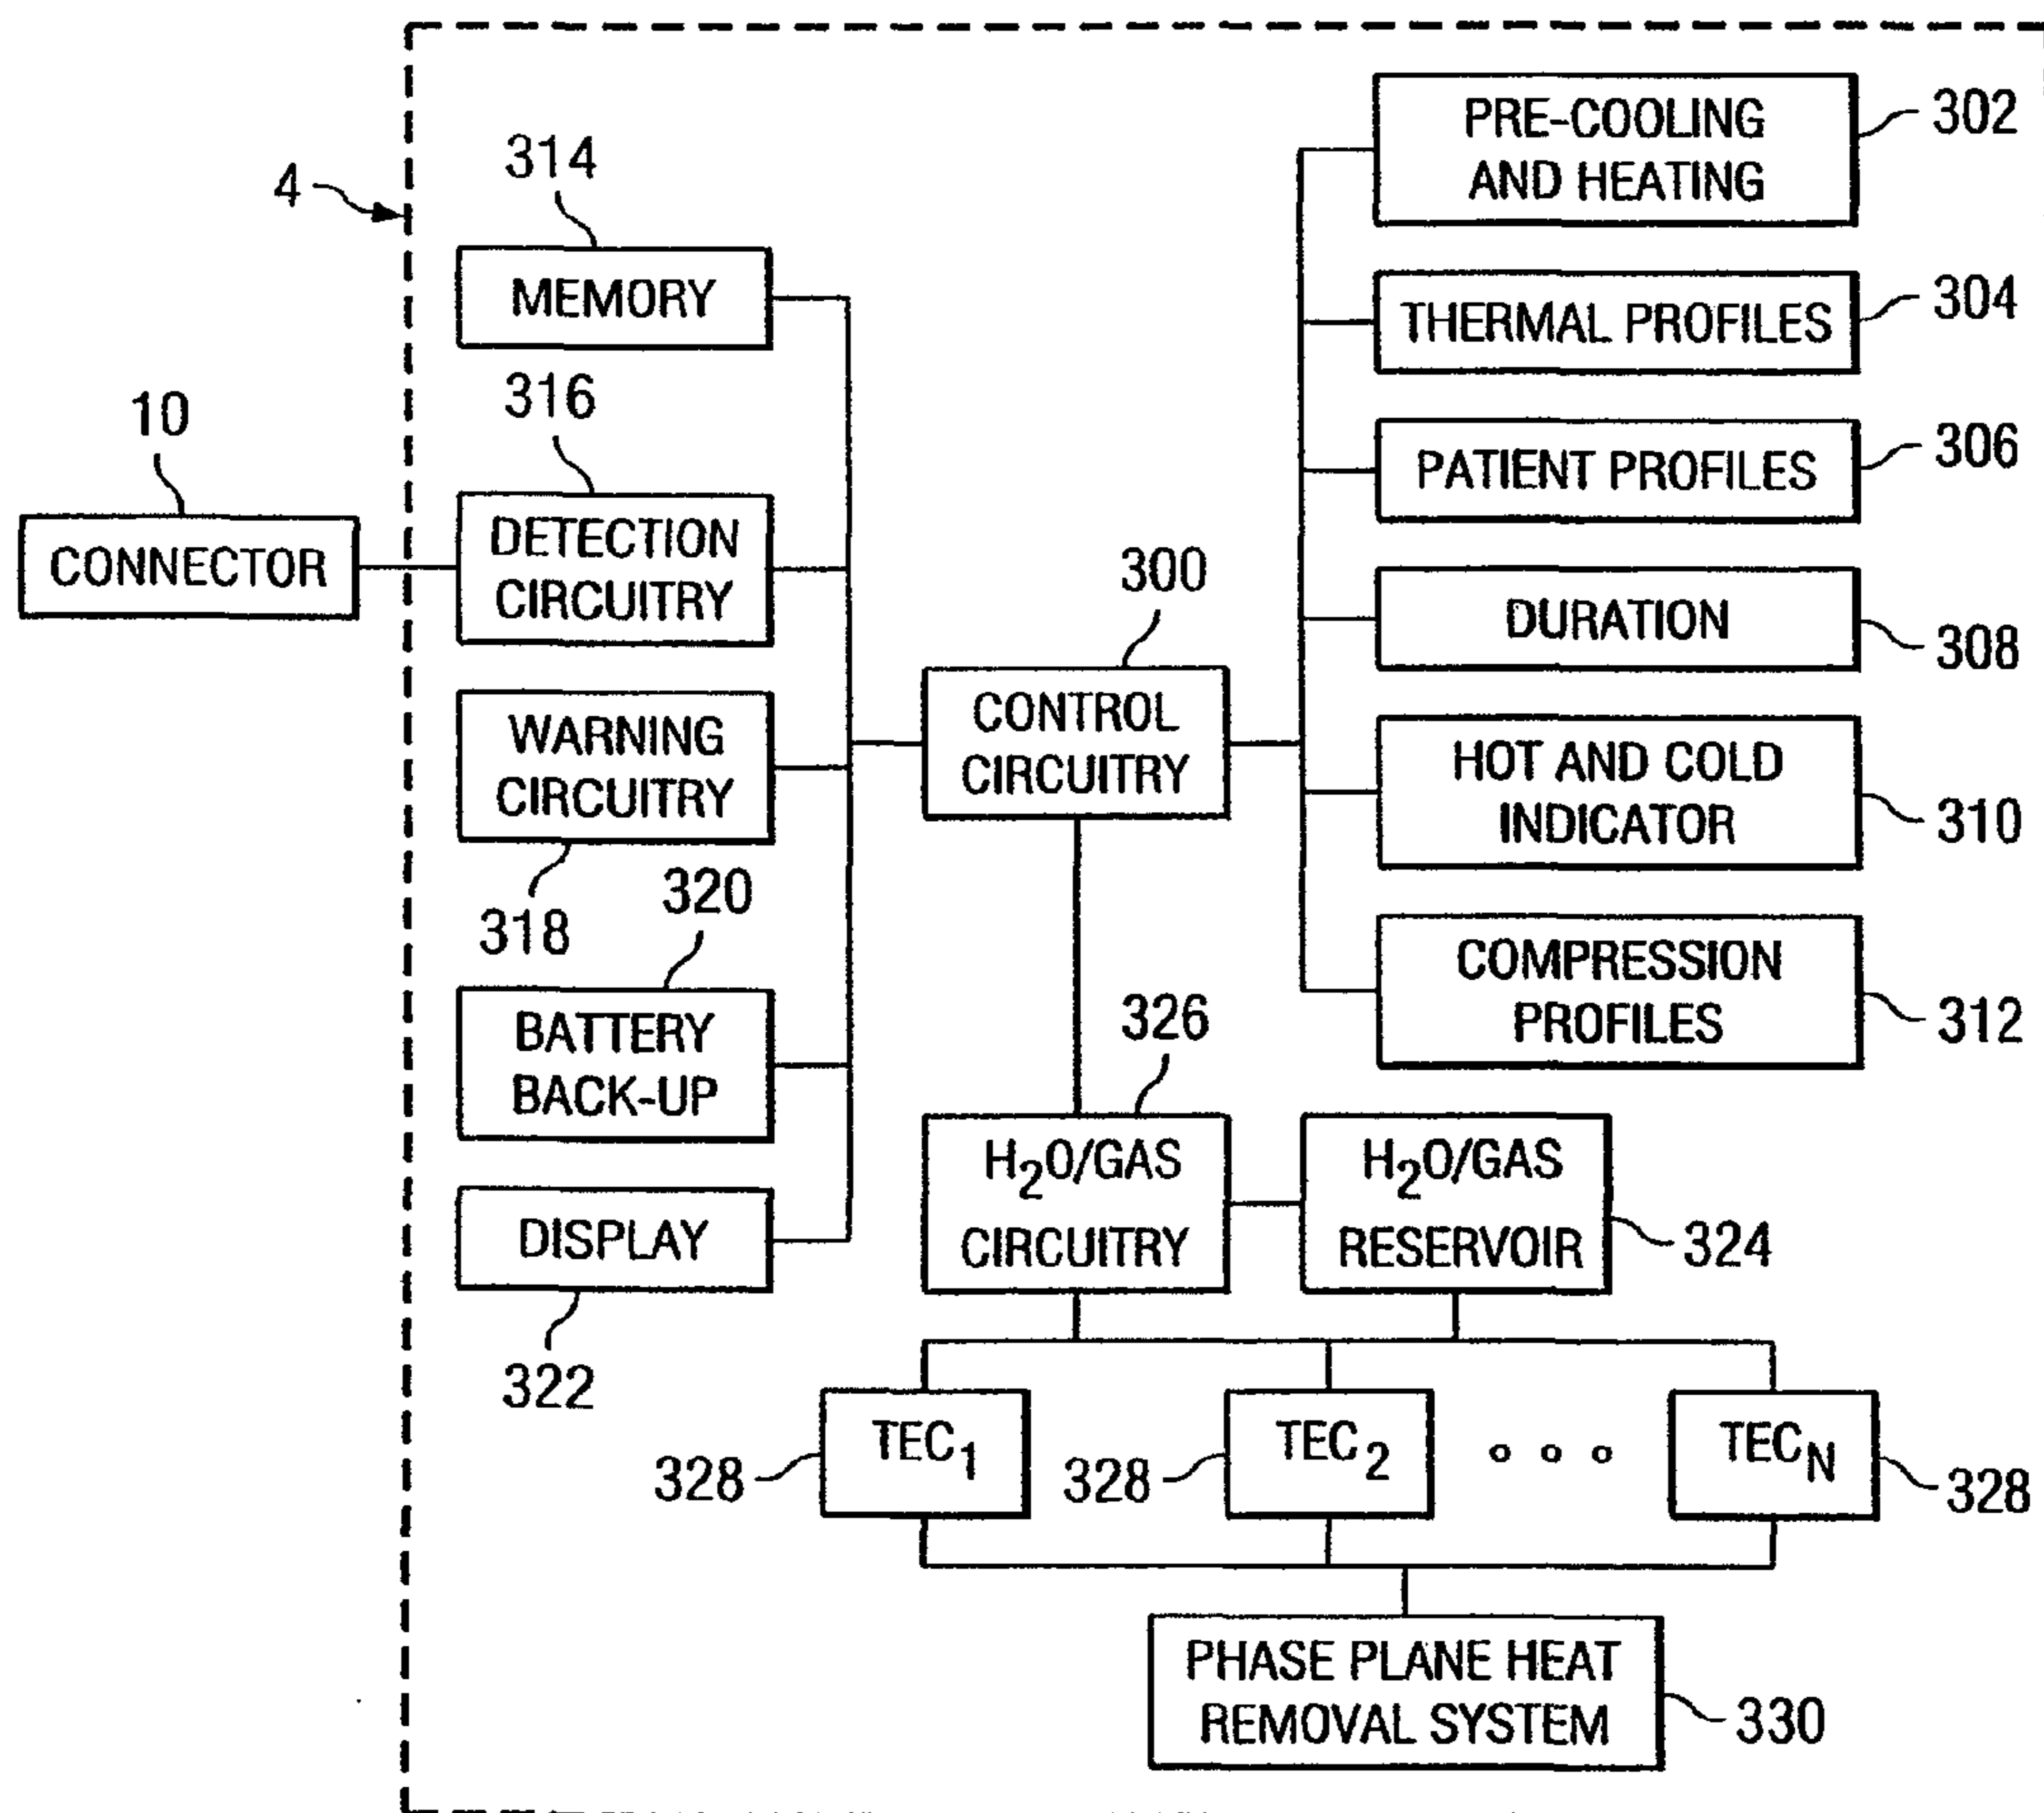 4
10
CONNECTOR
314
MEMORY
316
DETECTION
CIRCUITRY
WARNING
CIRCUITRY
318
320
BATTERY
BACK-UP
DISPLAY
322
300
CONTROL
CIRCUITRY
PRE-COOLING
AND HEATING
302
THERMAL PROFILES
304
PATIENT PROFILES
306
DURATION
308
HOT AND COLD
INDICATOR
310
COMPRESSION
PROFILES
312
326
H₂O/GAS
CIRCUITRY
H₂O/GAS
RESERVOIR
324
TEC₁
328
TEC₂
328
TEC_N
328
PHASE PLANE HEAT
REMOVAL SYSTEM
330